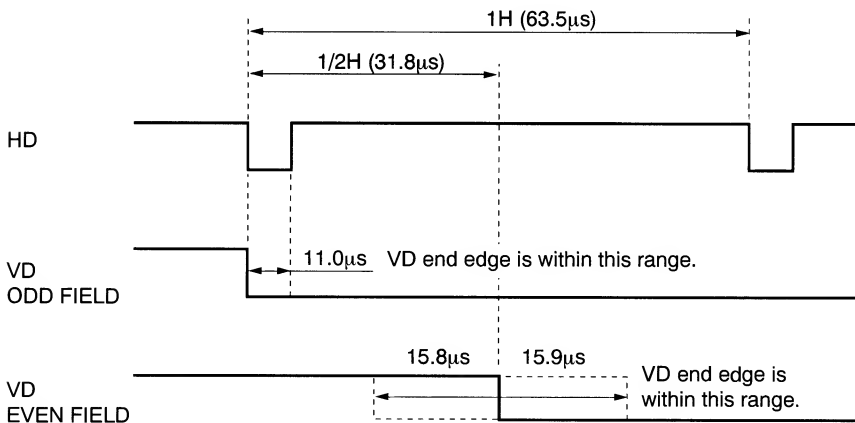 1H (63.5μs)
1/2H (31.8μs)
HD
VD
ODD FIELD
11.0μs VD end edge is within this range.
15.8μs 15.9μs
VD
EVEN FIELD
VD end edge is
within this range.